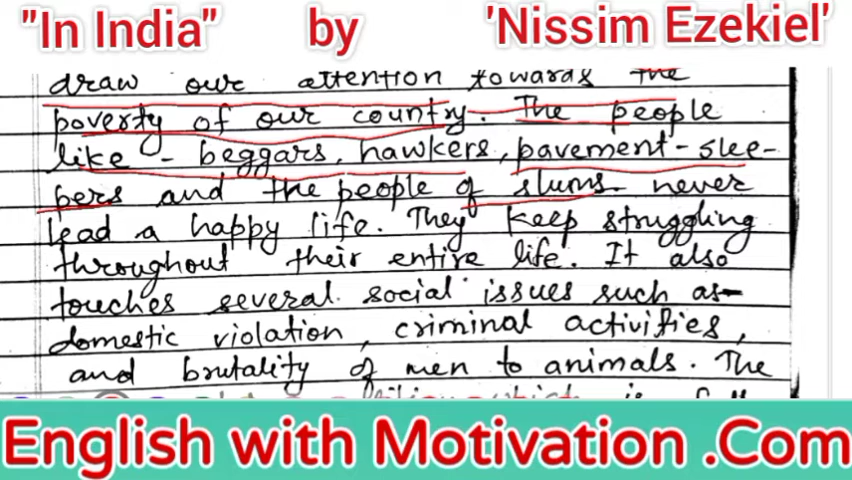 "In India" by 'Nissim Ezekiel'
draw our attention towards the
poverty of our country. The people
like - beggars, hawkers, pavement-slee-
pers and the people of slums never
lead a happy life. They keep struggling
throughout their entire life. It also
touches several social issues such as-
domestic violation, criminal activities,
and brutality of men to animals. The
English with Motivation .Com